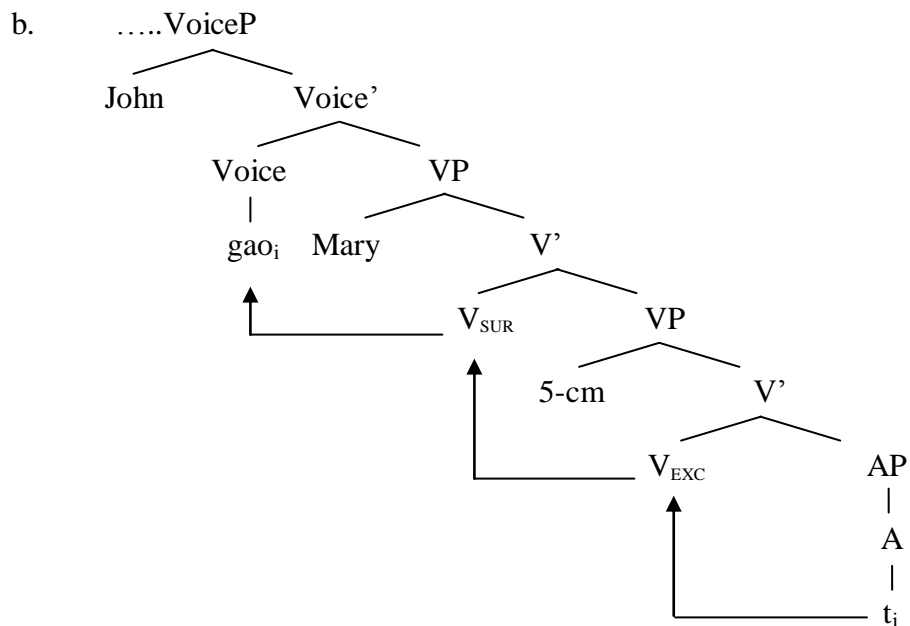 b. …..VoiceP
John Voice’
Voice VP
gaoᵢ Mary V’
V_SUR VP
5-cm V’
V_EXC AP
A
tᵢ